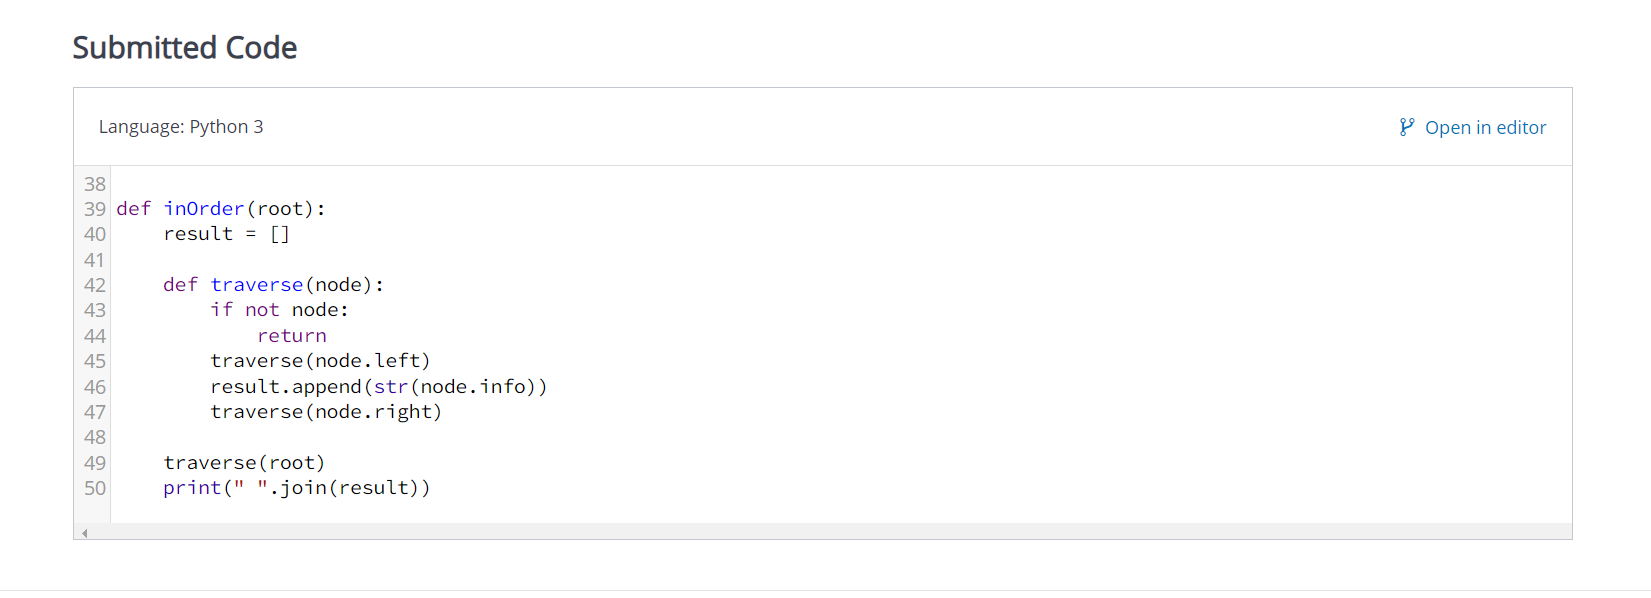 Submitted Code
Language: Python 3
Open in editor
38
39 def inOrder(root):
40     result = []
41
42     def traverse(node):
43         if not node:
44             return
45         traverse(node.left)
46         result.append(str(node.info))
47         traverse(node.right)
48
49     traverse(root)
50     print(" ".join(result))